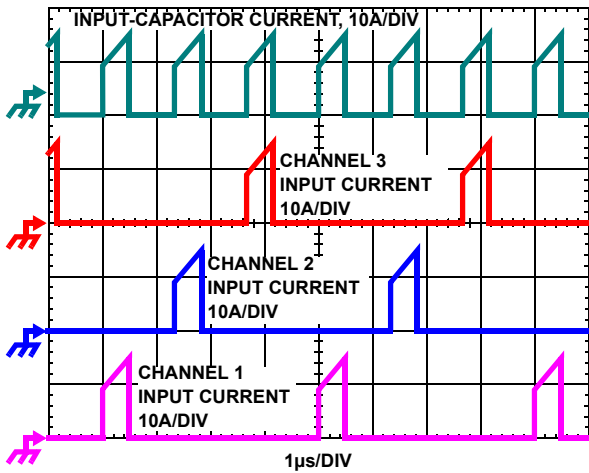 INPUT-CAPACITOR CURRENT, 10A/DIV
CHANNEL 3
INPUT CURRENT
10A/DIV
CHANNEL 2
INPUT CURRENT
10A/DIV
CHANNEL 1
INPUT CURRENT
10A/DIV
1µs/DIV